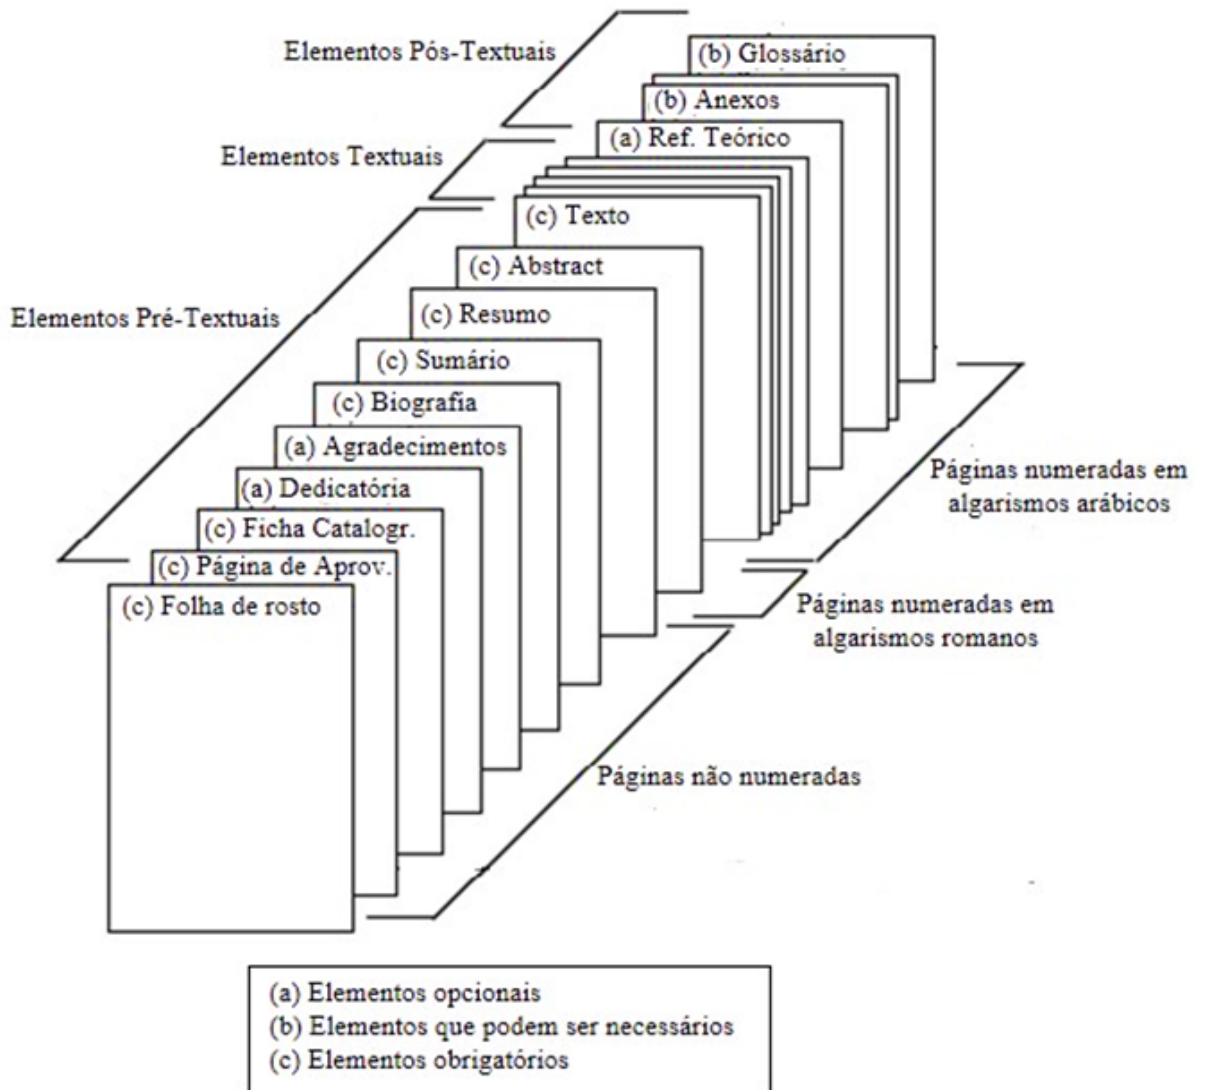 Elementos Pós-Textuais
(b) Glossário
(b) Anexos
(a) Ref. Teórico
Elementos Textuais
(c) Texto
(c) Abstract
(c) Resumo
Elementos Pré-Textuais
(c) Sumário
(c) Biografia
(a) Agradecimentos
(a) Dedicatória
(c) Ficha Catalogr.
(c) Página de Aprov.
(c) Folha de rosto
Páginas numeradas em
algarismos arábicos
Páginas numeradas em
algarismos romanos
Páginas não numeradas
(a) Elementos opcionais
(b) Elementos que podem ser necessários
(c) Elementos obrigatórios